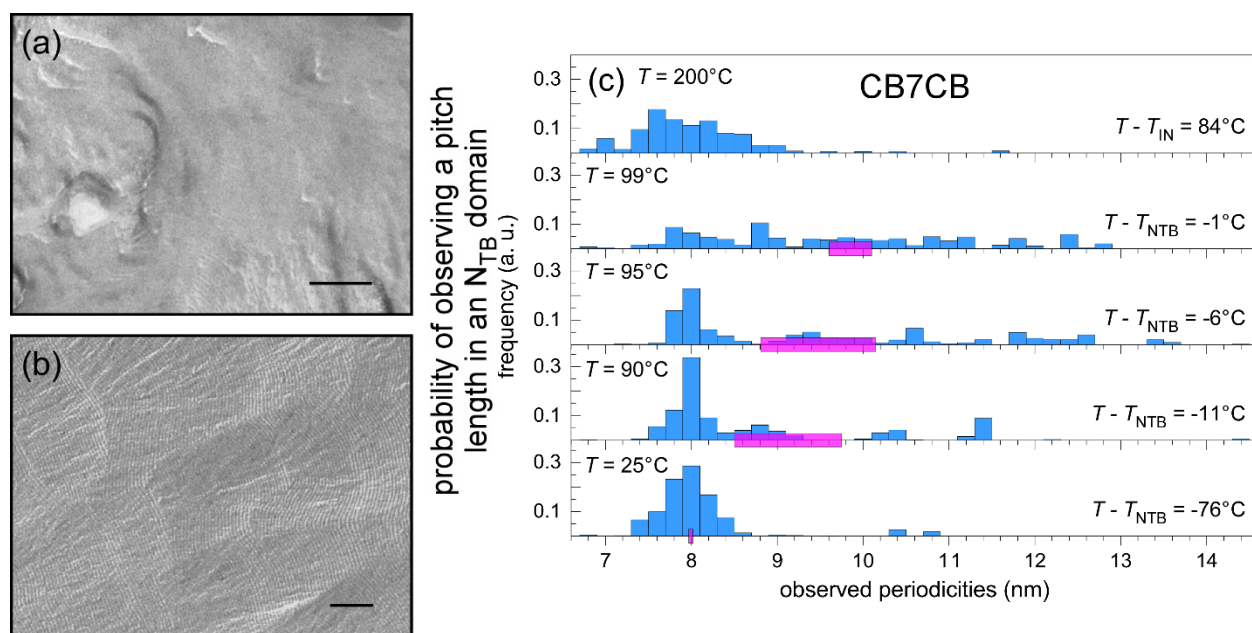 (a)
(b)
probability of observing a pitch
length in an N_TB domain
frequency (a. u.)
(c)
CB7CB
T = 200°C
T - T_IN = 84°C
0.3
0.1
T = 99°C
T - T_NTB = -1°C
0.3
0.1
T = 95°C
T - T_NTB = -6°C
0.3
0.1
T = 90°C
T - T_NTB = -11°C
0.3
0.1
T = 25°C
T - T_NTB = -76°C
0.3
0.1
7 8 9 10 11 12 13 14
observed periodicities (nm)